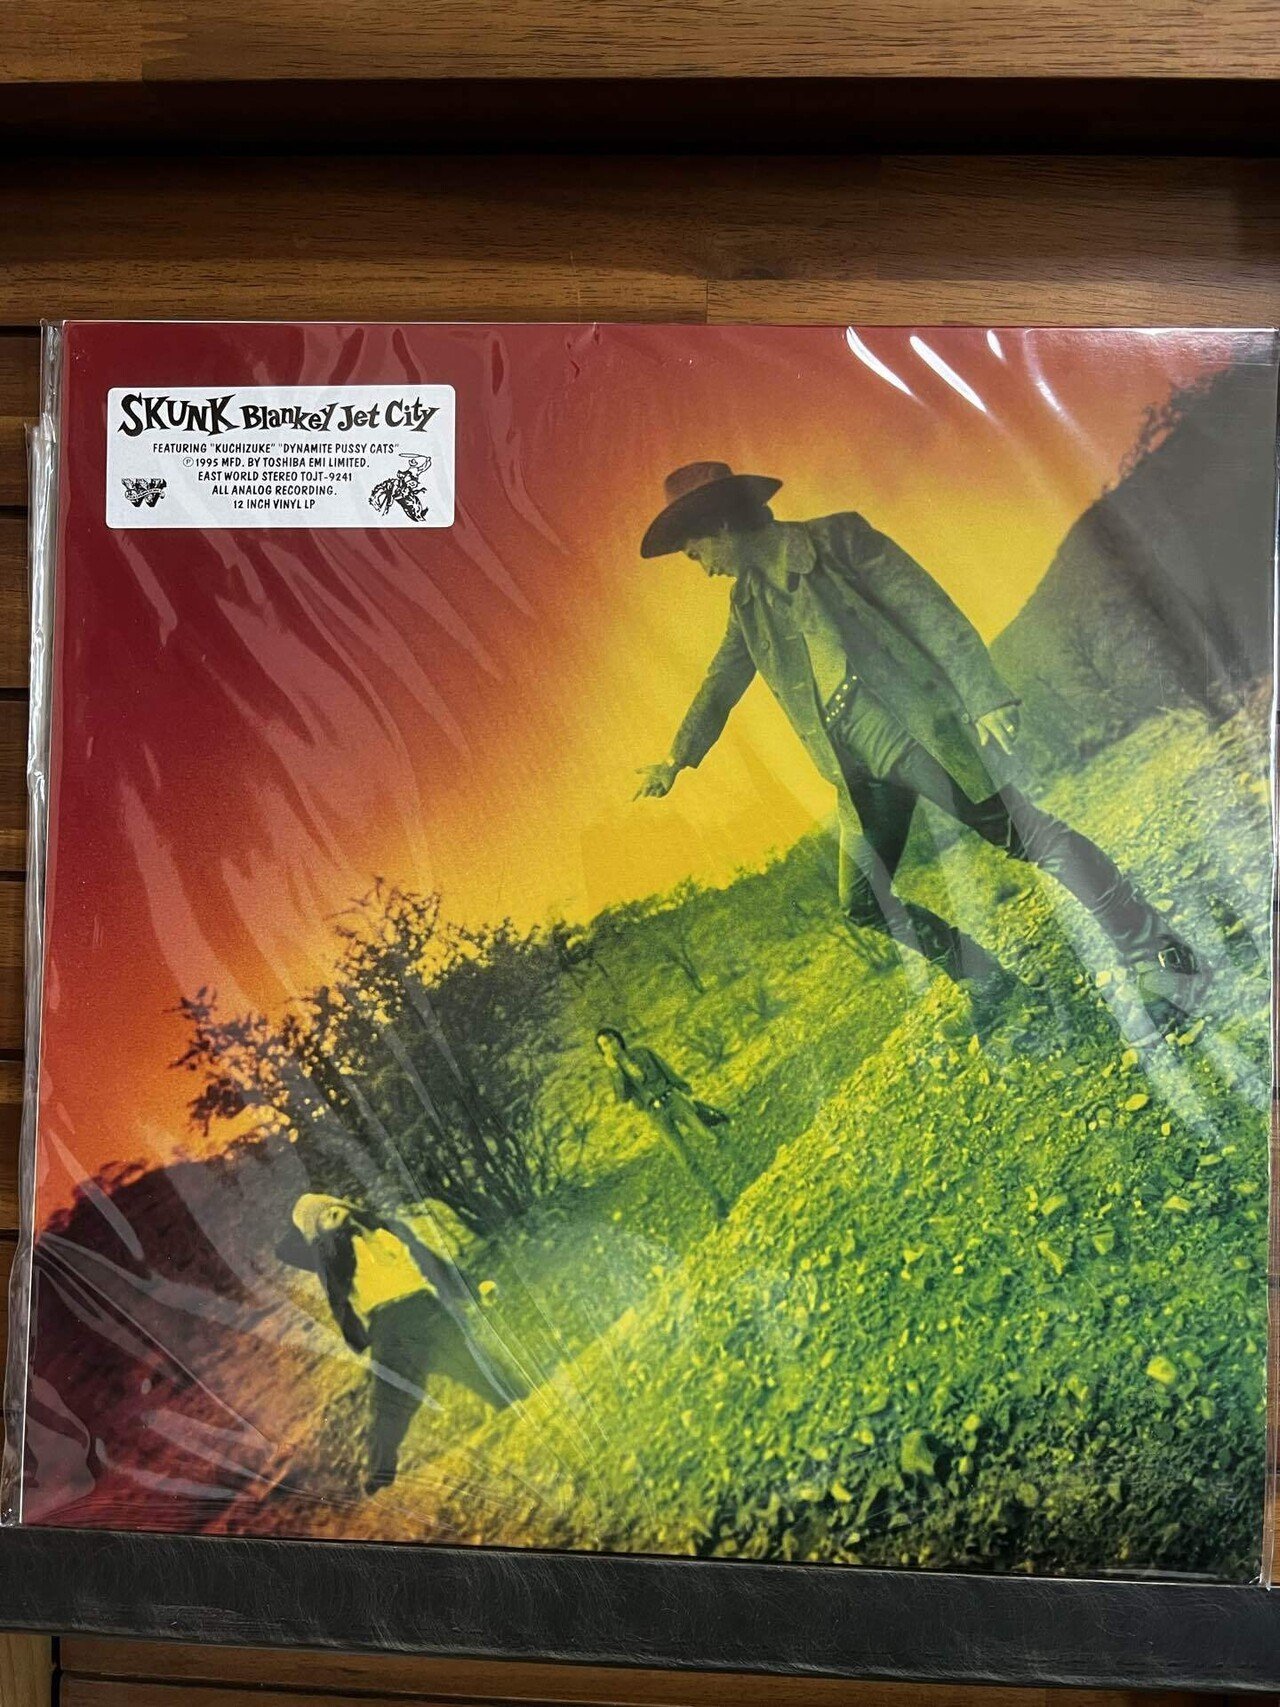 SKUNK Blankey Jet City
FEATURING "KUCHIZUKE" "DYNAMITE PUSSY CATS"
Ⓟ 1995 MFD. BY TOSHIBA EMI LIMITED.
EAST WORLD STEREO TOJT-9241
ALL ANALOG RECORDING.
12 INCH VINYL LP